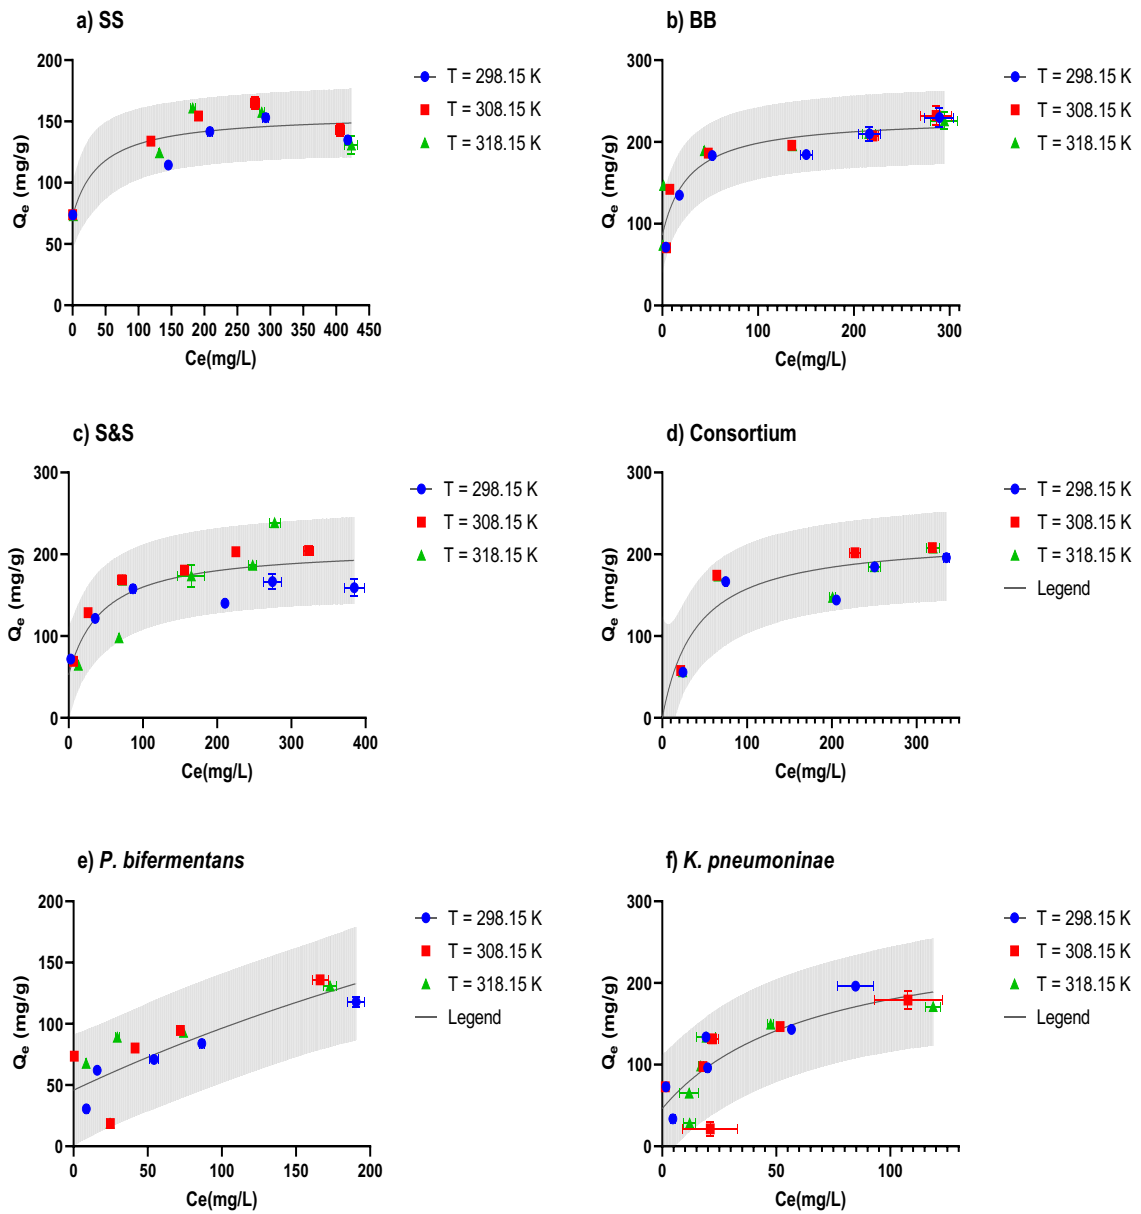 a) SS
200
150
100
50
0
Qe (mg/g)
0 50 100 150 200 250 300 350 400 450
Ce(mg/L)
T = 298.15 K
T = 308.15 K
T = 318.15 K
b) BB
300
200
100
0
Qe (mg/g)
0 100 200 300
Ce(mg/L)
T = 298.15 K
T = 308.15 K
T = 318.15 K
c) S&S
300
200
100
0
Qe (mg/g)
0 100 200 300 400
Ce(mg/L)
T = 298.15 K
T = 308.15 K
T = 318.15 K
d) Consortium
300
200
100
0
Qe (mg/g)
0 100 200 300
Ce(mg/L)
T = 298.15 K
T = 308.15 K
T = 318.15 K
Legend
e) P. bifermentans
200
150
100
50
0
Qe (mg/g)
0 50 100 150 200
Ce(mg/L)
T = 298.15 K
T = 308.15 K
T = 318.15 K
Legend
f) K. pneumoninae
300
200
100
0
Qe (mg/g)
0 50 100
Ce(mg/L)
T = 298.15 K
T = 308.15 K
T = 318.15 K
Legend